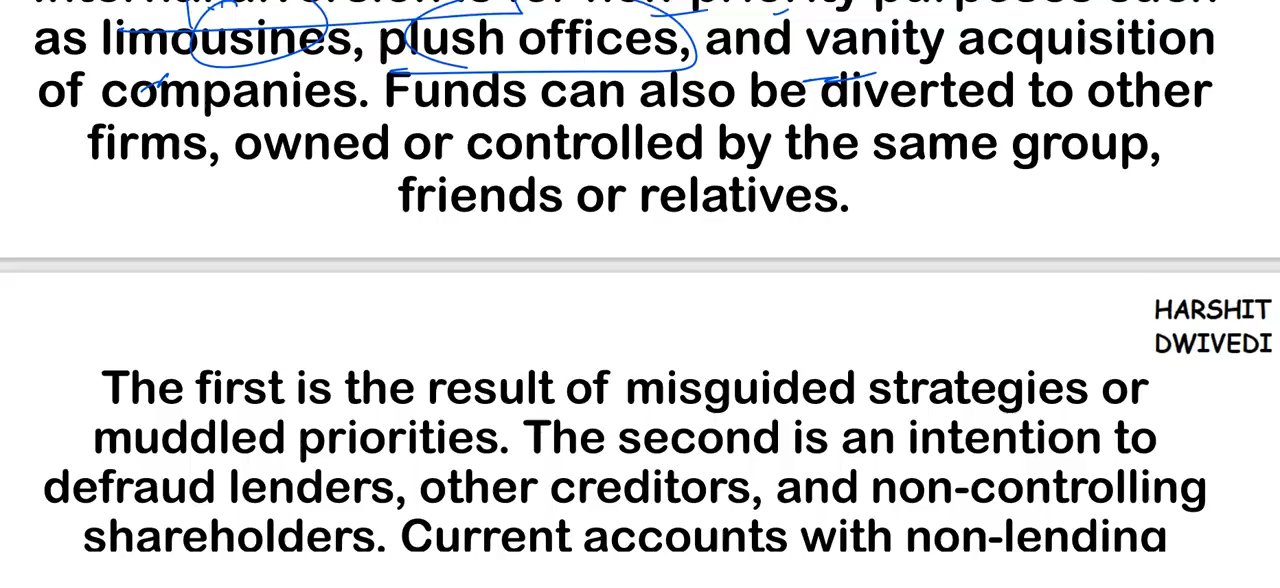 as limousines, plush offices, and vanity acquisition
of companies. Funds can also be diverted to other
firms, owned or controlled by the same group,
friends or relatives.
HARSHIT
DWIVEDI
The first is the result of misguided strategies or
muddled priorities. The second is an intention to
defraud lenders, other creditors, and non-controlling
shareholders. Current accounts with non-lending